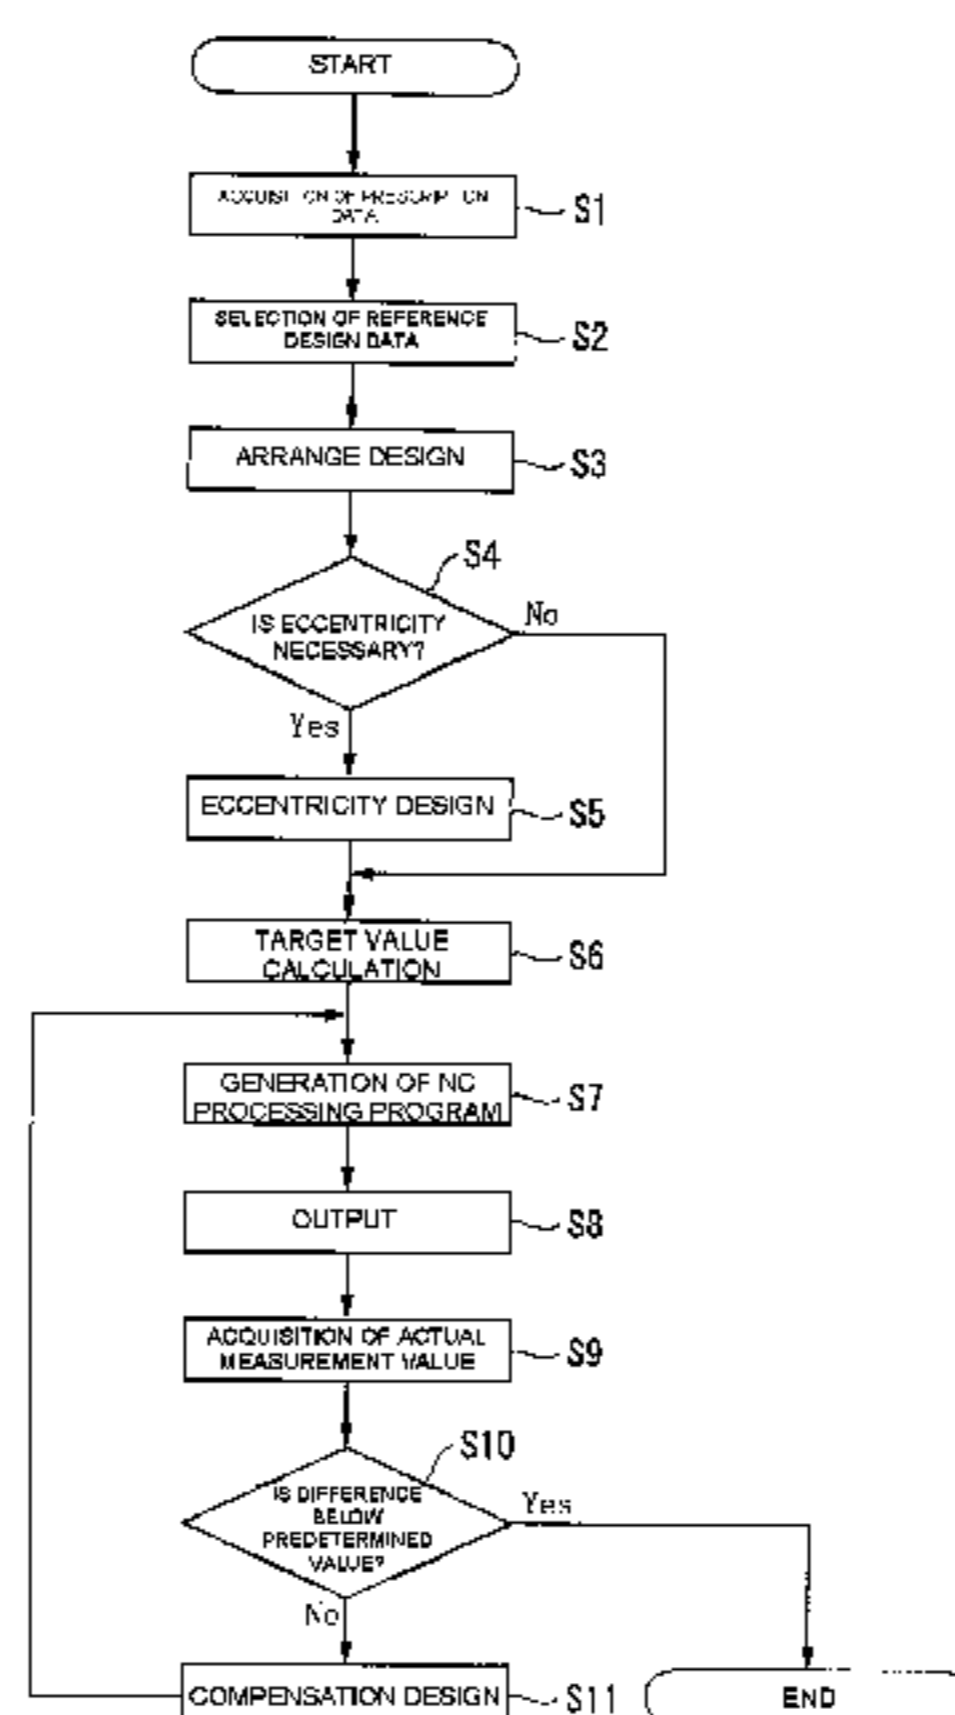 START
ACQUISITION OF PRESCRIPTION
DATA
S1
SELECTION OF REFERENCE
DESIGN DATA
S2
ARRANGE DESIGN
S3
S4
IS ECCENTRICITY
NECESSARY?
No
Yes
ECCENTRICITY DESIGN
S5
TARGET VALUE
CALCULATION
S6
GENERATION OF NC
PROCESSING PROGRAM
S7
OUTPUT
S8
ACQUISITION OF ACTUAL
MEASUREMENT VALUE
S9
S10
IS DIFFERENCE
BELOW
PREDETERMINED
VALUE?
Yes
No
COMPENSATION DESIGN
S11
END